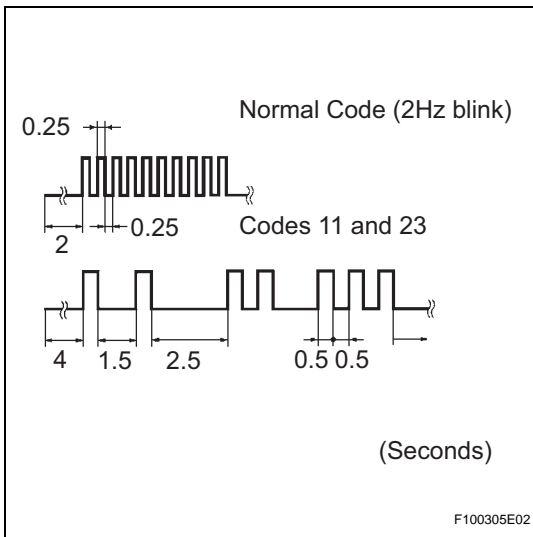 Normal Code (2Hz blink)
0.25
0.25
2
Codes 11 and 23
4
1.5
2.5
0.5 0.5
(Seconds)
F100305E02